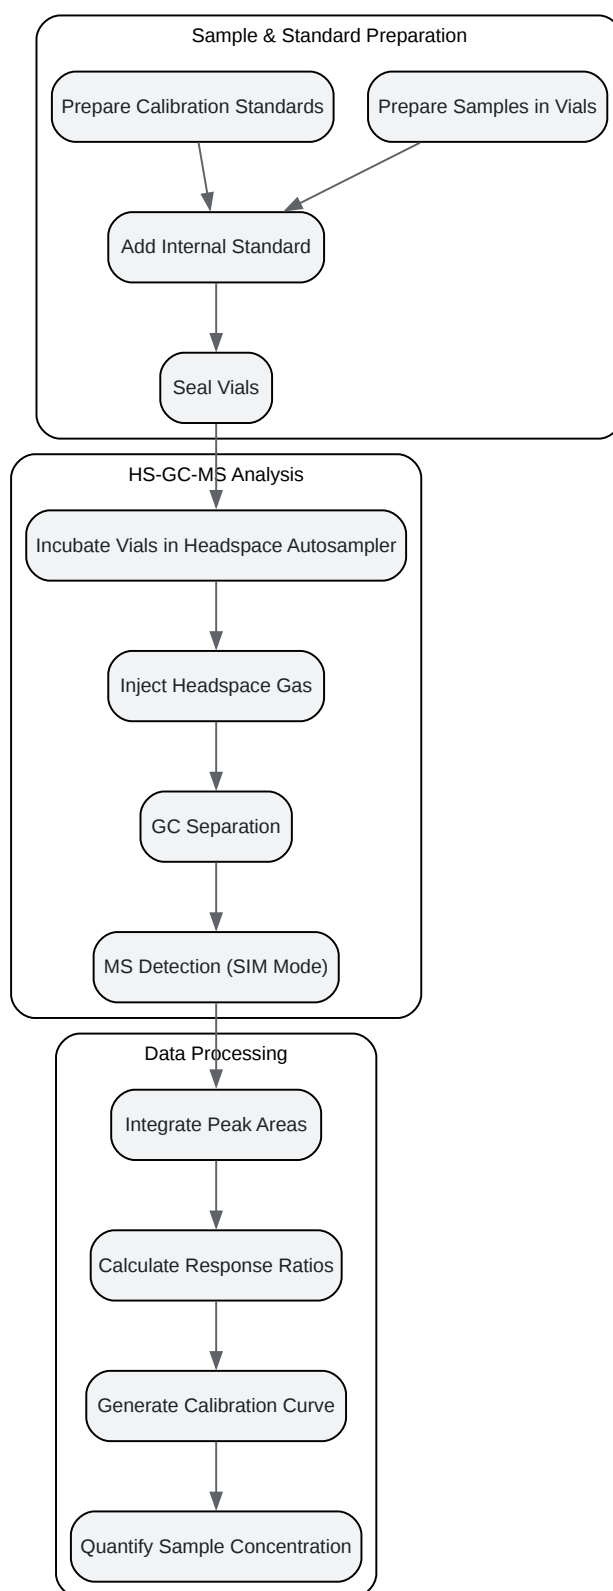 Sample & Standard Preparation
Prepare Calibration Standards
Prepare Samples in Vials
Add Internal Standard
Seal Vials
HS-GC-MS Analysis
Incubate Vials in Headspace Autosampler
Inject Headspace Gas
GC Separation
MS Detection (SIM Mode)
Data Processing
Integrate Peak Areas
Calculate Response Ratios
Generate Calibration Curve
Quantify Sample Concentration